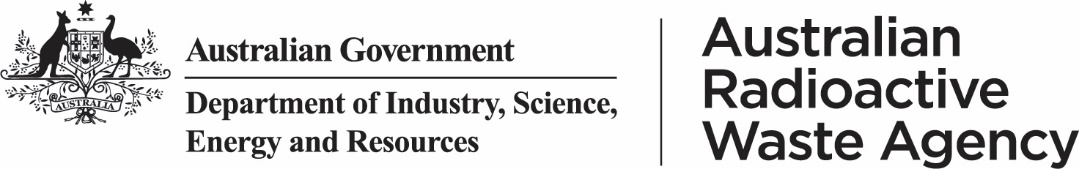 AUSTRALIA
Australian Government
Department of Industry, Science,
Energy and Resources
Australian
Radioactive
Waste Agency